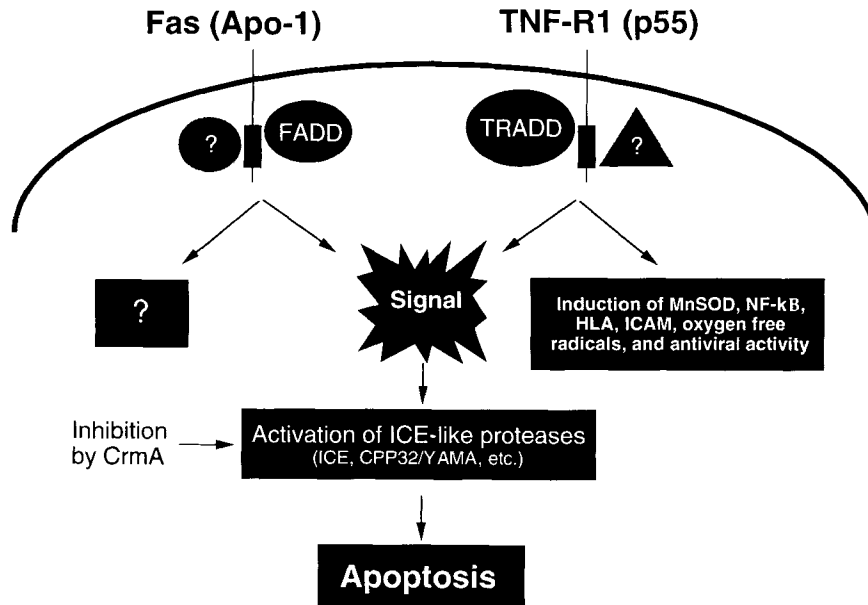 Fas (Apo-1)
TNF-R1 (p55)
?
FADD
TRADD
?
?
Signal
Induction of MnSOD, NF-kB,
HLA, ICAM, oxygen free
radicals, and antiviral activity
Inhibition
by CrmA
Activation of ICE-like proteases
(ICE, CPP32/YAMA, etc.)
Apoptosis